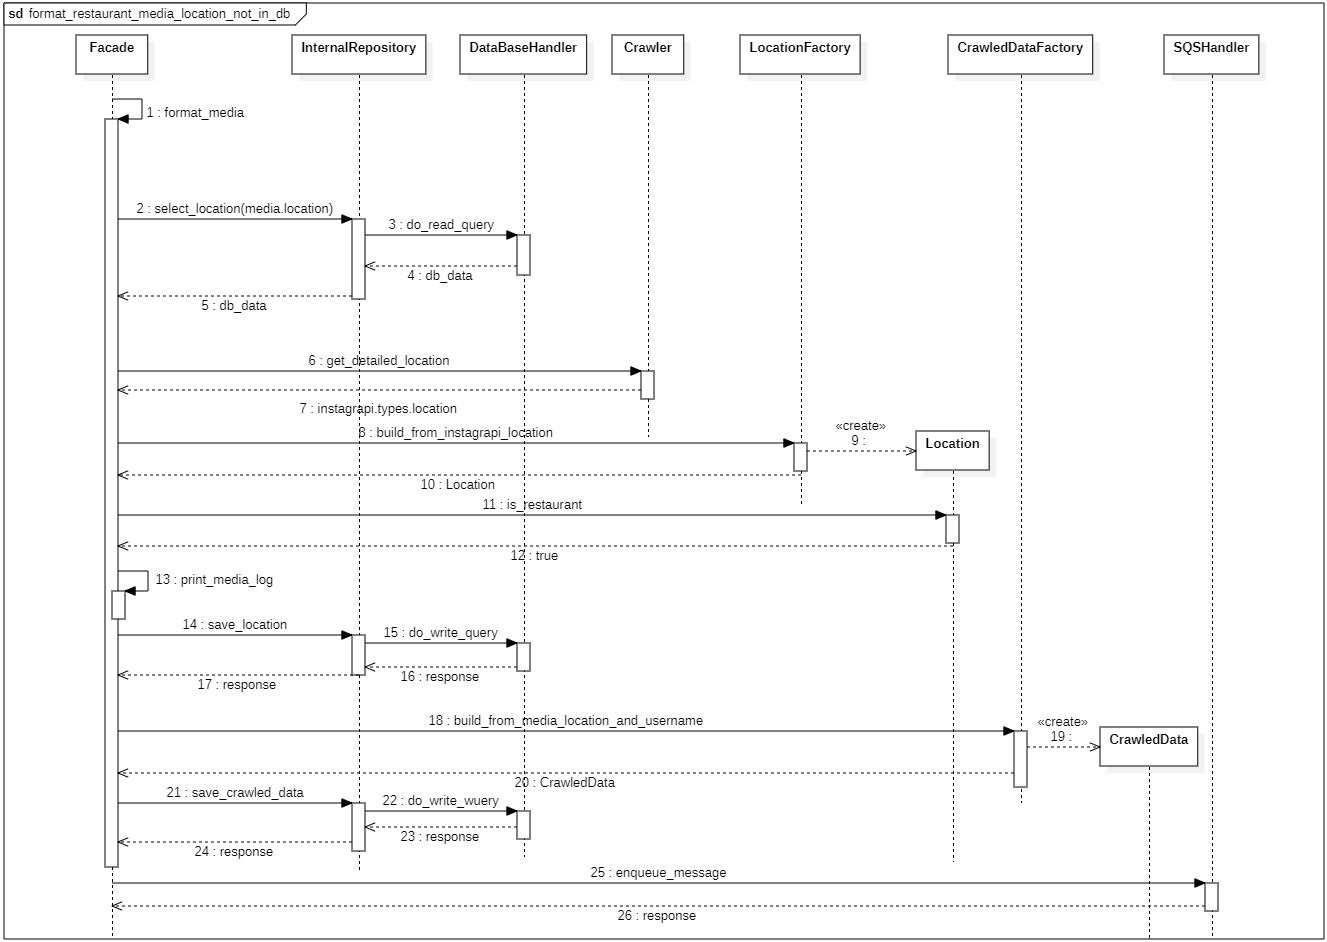 sd format_restaurant_media_location_not_in_db
Facade
InternalRepository
DataBaseHandler
Crawler
LocationFactory
CrawledDataFactory
SQSHandler
1 : format_media
2 : select_location(media.location)
3 : do_read_query
4 : db_data
5 : db_data
6 : get_detailed_location
7 : instagrapi.types.location
8 : build_from_instagrapi_location
«create»
9 :
Location
10 : Location
11 : is_restaurant
12 : true
13 : print_media_log
14 : save_location
15 : do_write_query
16 : response
17 : response
18 : build_from_media_location_and_username
«create»
19 :
CrawledData
20 : CrawledData
21 : save_crawled_data
22 : do_write_wuery
23 : response
24 : response
25 : enqueue_message
26 : response